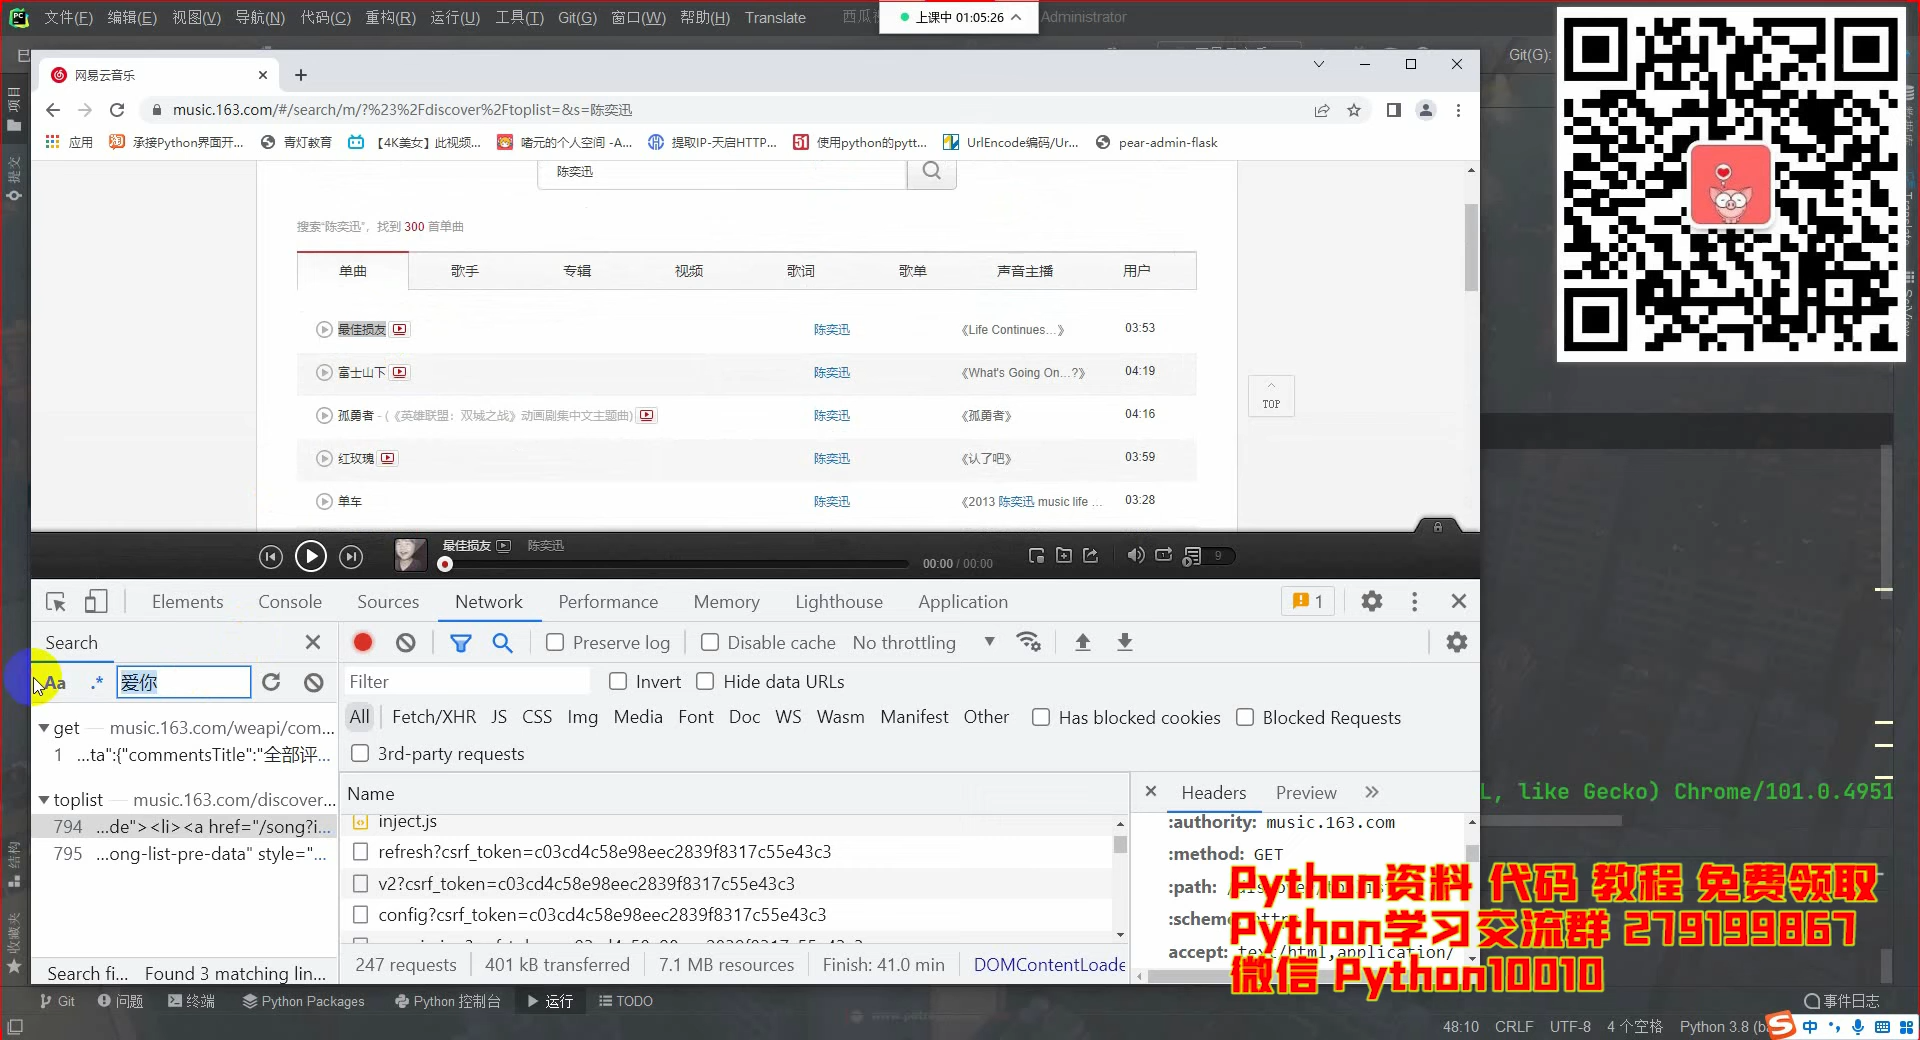 文件(F) 编辑(E) 视图(V) 导航(N) 代码(C) 重构(R) 运行(U) 工具(T) Git(G) 窗口(W) 帮助(H) Translate
上课中 01:05:26
Administrator
Git(G):
网易云音乐
music.163.com/#/search/m/?%23%2Fdiscover%2Ftoplist=&s=陈奕迅
应用 承接Python界面开... 青灯教育 【4K美女】此视频... 啫元的个人空间 -A... 提取IP-天启HTTP... 使用python的pytt... UrlEncode编码/Ur... pear-admin-flask
项目
提交
陈奕迅
搜索“陈奕迅”，找到 300 首单曲
单曲 歌手 专辑 视频 歌词 歌单 声音主播 用户
最佳损友 陈奕迅 《Life Continues...》 03:53
富士山下 陈奕迅 《What's Going On...?》 04:19
孤勇者 - (《英雄联盟：双城之战》动画剧集中文主题曲) 陈奕迅 《孤勇者》 04:16
红玫瑰 陈奕迅 《认了吧》 03:59
单车 陈奕迅 《2013 陈奕迅 music life ... 03:28
TOP
最佳损友 陈奕迅
00:00 / 00:00
9
Elements Console Sources Network Performance Memory Lighthouse Application 1
Search
Preserve log Disable cache No throttling
Aa .* 爱你
Filter Invert Hide data URLs
All Fetch/XHR JS CSS Img Media Font Doc WS Wasm Manifest Other Has blocked cookies Blocked Requests
3rd-party requests
get — music.163.com/weapi/com...
1 ...ta":{"commentsTitle":"全部评...
toplist — music.163.com/discover...
794 ...de"><li><a href="/song?i...
795 ...ong-list-pre-data" style="...
Search fi... Found 3 matching lin...
Name
inject.js
refresh?csrf_token=c03cd4c58e98eec2839f8317c55e43c3
v2?csrf_token=c03cd4c58e98eec2839f8317c55e43c3
config?csrf_token=c03cd4c58e98eec2839f8317c55e43c3
247 requests 401 kB transferred 7.1 MB resources Finish: 41.0 min DOMContentLoade
Headers Preview
:authority: music.163.com
:method: GET
:path:
:scheme:
accept: text/html,application/
L, like Gecko) Chrome/101.0.4951
Python资料 代码 教程 免费领取
Python学习交流群 279199867
微信 Python10010
结构
收藏夹
Git 问题 终端 Python Packages Python 控制台 运行 TODO
事件日志
48:10 CRLF UTF-8 4 个空格 Python 3.8 (ba
中